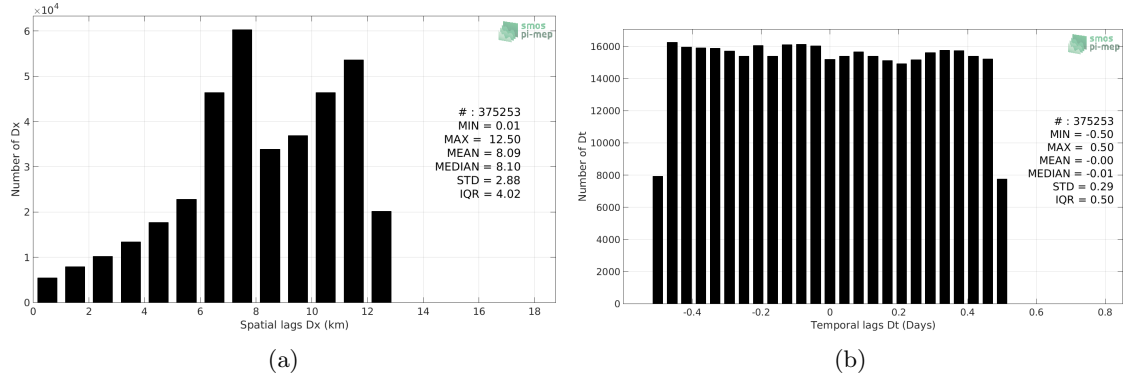 ×10⁴
6
5
4
3
2
1
0
Number of Dx
0 2 4 6 8 10 12 14 16 18
Spatial lags Dx (km)
smos
pi-mep
# : 375253
MIN = 0.01
MAX = 12.50
MEAN = 8.09
MEDIAN = 8.10
STD = 2.88
IQR = 4.02
(a)
16000
14000
12000
10000
8000
6000
4000
2000
0
Number of Dt
-0.4 -0.2 0 0.2 0.4 0.6 0.8
Temporal lags Dt (Days)
smos
pi-mep
# : 375253
MIN = -0.50
MAX = 0.50
MEAN = -0.00
MEDIAN = -0.01
STD = 0.29
IQR = 0.50
(b)